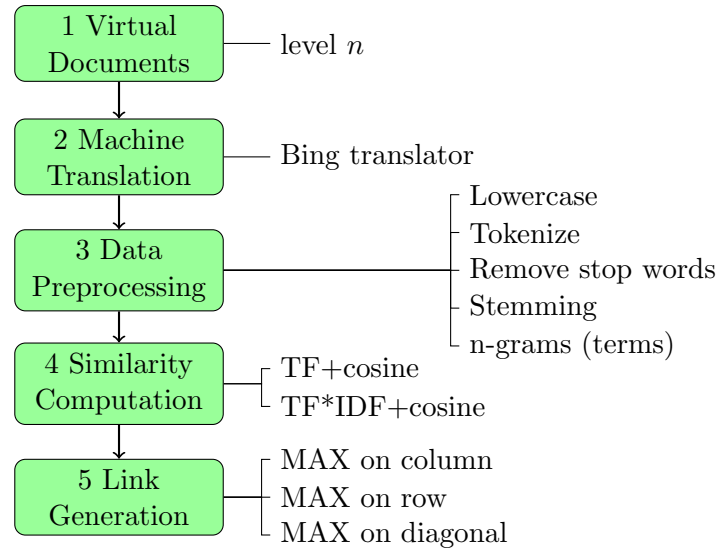 1 Virtual
Documents
level n
2 Machine
Translation
Bing translator
3 Data
Preprocessing
Lowercase
Tokenize
Remove stop words
Stemming
n-grams (terms)
4 Similarity
Computation
TF+cosine
TF*IDF+cosine
5 Link
Generation
MAX on column
MAX on row
MAX on diagonal